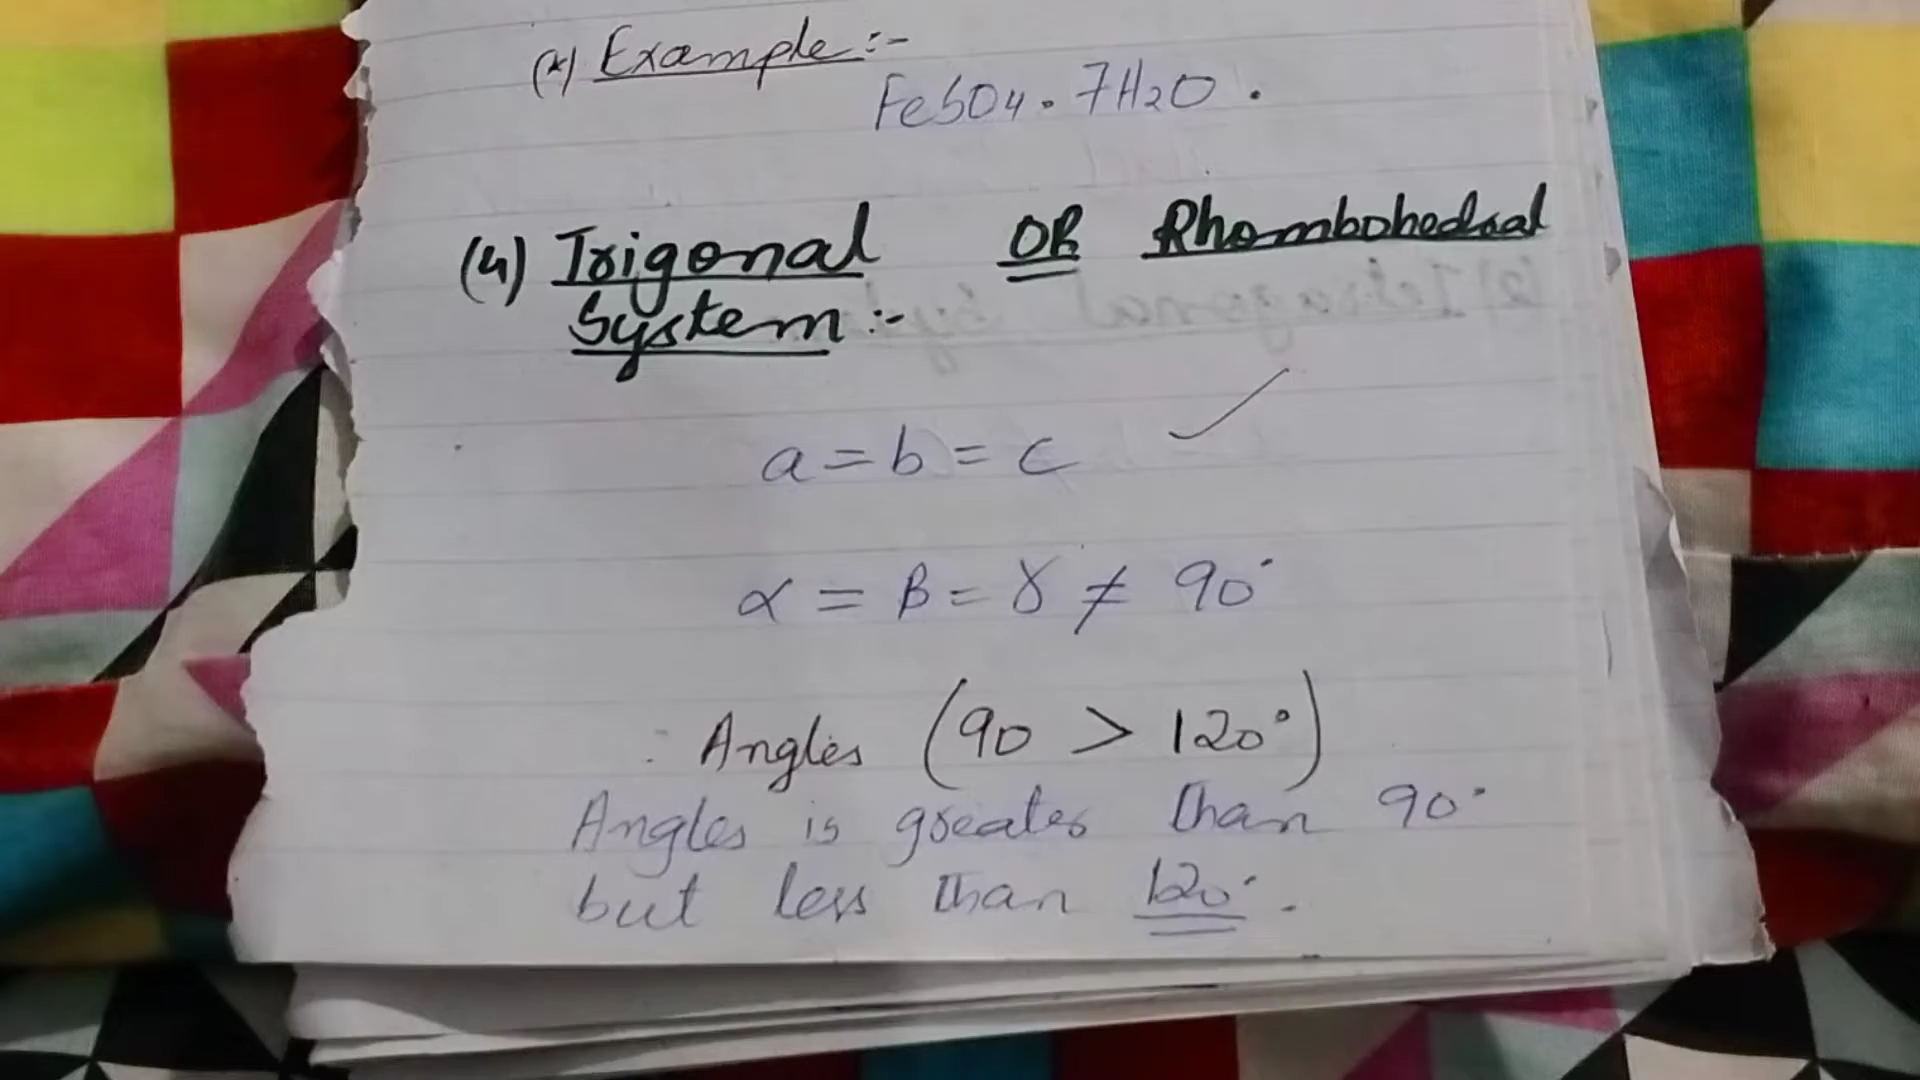 (*) Example:-
FeSO4. 7H2O.
(4) Trigonal OR Rhombohedral
System:-
a = b = c ✓
α = β = γ ≠ 90°
: Angles (90 > 120°)
Angles is greater than 90°
but less than 120°.